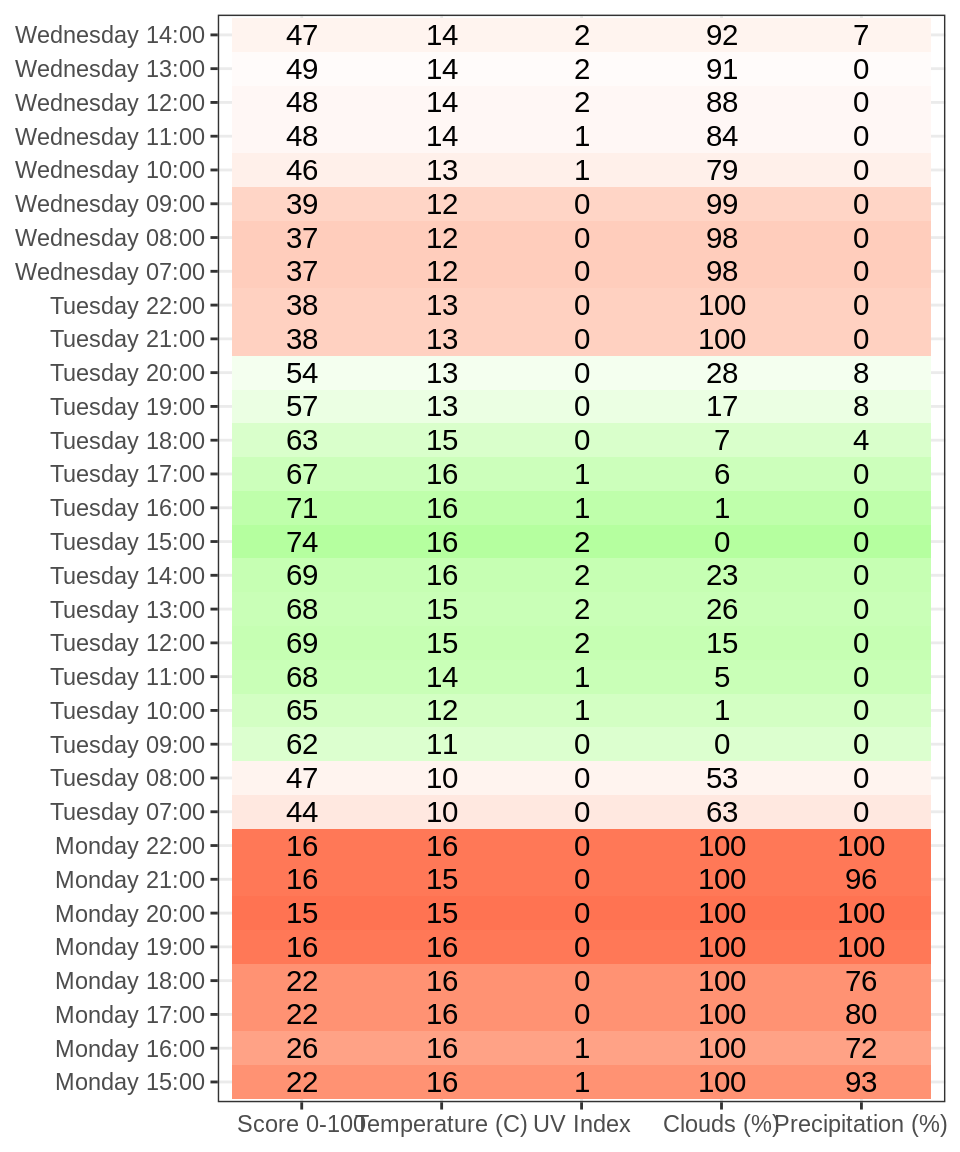 Wednesday 14:00 47 14 2 92 7
Wednesday 13:00 49 14 2 91 0
Wednesday 12:00 48 14 2 88 0
Wednesday 11:00 48 14 1 84 0
Wednesday 10:00 46 13 1 79 0
Wednesday 09:00 39 12 0 99 0
Wednesday 08:00 37 12 0 98 0
Wednesday 07:00 37 12 0 98 0
Tuesday 22:00 38 13 0 100 0
Tuesday 21:00 38 13 0 100 0
Tuesday 20:00 54 13 0 28 8
Tuesday 19:00 57 13 0 17 8
Tuesday 18:00 63 15 0 7 4
Tuesday 17:00 67 16 1 6 0
Tuesday 16:00 71 16 1 1 0
Tuesday 15:00 74 16 2 0 0
Tuesday 14:00 69 16 2 23 0
Tuesday 13:00 68 15 2 26 0
Tuesday 12:00 69 15 2 15 0
Tuesday 11:00 68 14 1 5 0
Tuesday 10:00 65 12 1 1 0
Tuesday 09:00 62 11 0 0 0
Tuesday 08:00 47 10 0 53 0
Tuesday 07:00 44 10 0 63 0
Monday 22:00 16 16 0 100 100
Monday 21:00 16 15 0 100 96
Monday 20:00 15 15 0 100 100
Monday 19:00 16 16 0 100 100
Monday 18:00 22 16 0 100 76
Monday 17:00 22 16 0 100 80
Monday 16:00 26 16 1 100 72
Monday 15:00 22 16 1 100 93
Score 0-100 Temperature (C) UV Index Clouds (%) Precipitation (%)